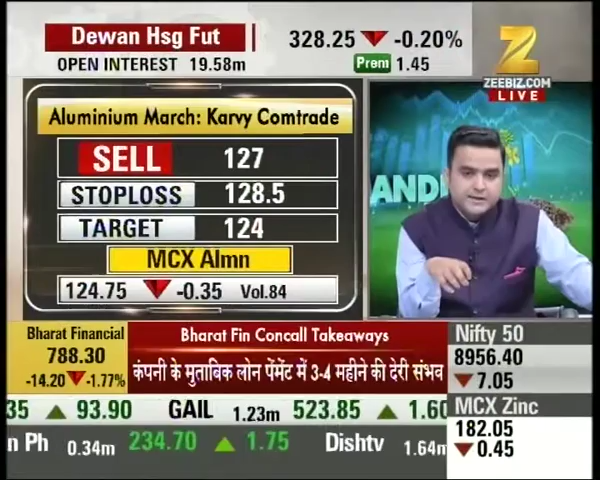 Dewan Hsg Fut
328.25 -0.20%
OPEN INTEREST 19.58m
Prem 1.45
Z
ZEEBIZ.COM
LIVE
Aluminium March: Karvy Comtrade
SELL 127
STOPLOSS 128.5
TARGET 124
MCX Almn
124.75 -0.35 Vol.84
AND
Bharat Financial
788.30
-14.20 -1.77%
Bharat Fin Concall Takeaways
कंपनी के मुताबिक लोन पेंमेंट में 3-4 महीने की देरी संभव
Nifty 50
8956.40
7.05
MCX Zinc
182.05
0.45
35 93.90 GAIL 1.23m 523.85 1.60
n Ph 0.34m 234.70 1.75 Dishtv 1.64m